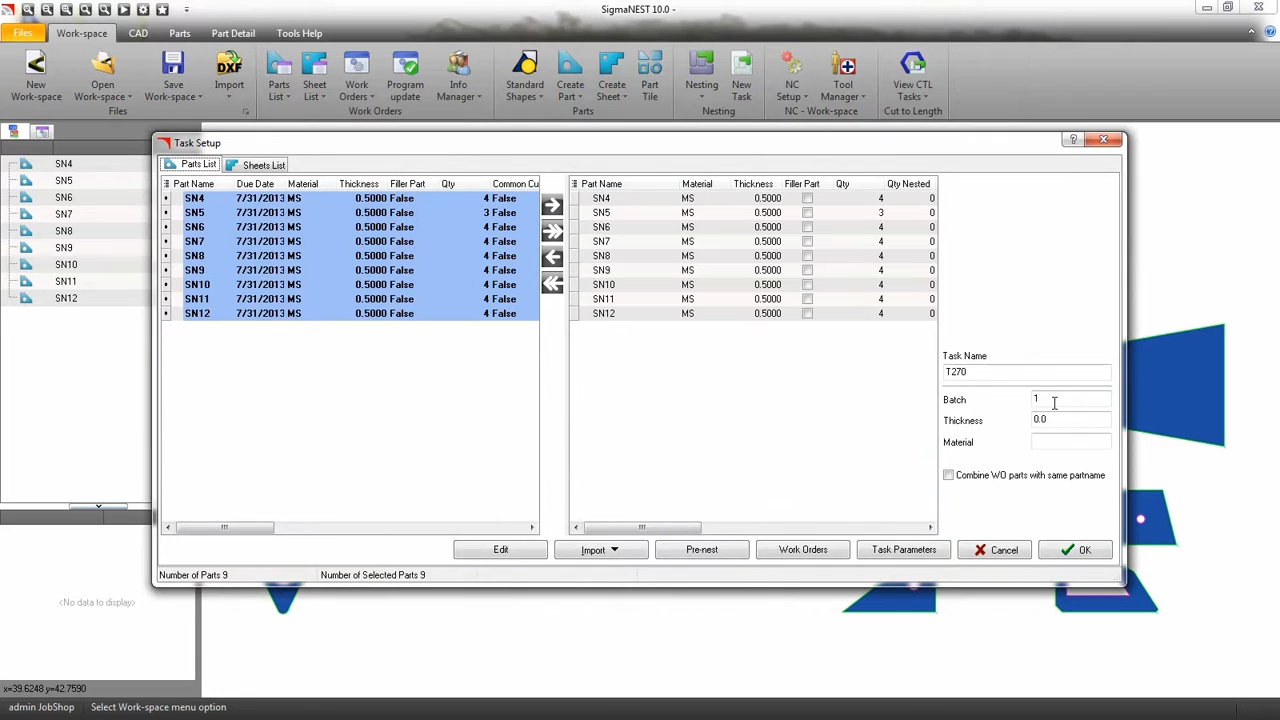 SigmaNEST 10.0 -
Files Work-space CAD Parts Part Detail Tools Help
New Work-space
Open Work-space
Save Work-space
Import
Files
Parts List
Sheet List
Work Orders
Program update
Info Manager
Work Orders
Standard Shapes
Create Part
Create Sheet
Part Tile
Parts
Nesting
New Task
Nesting
NC Setup
Tool Manager
NC - Work-space
View CTL Tasks
Cut to Length
SN4
SN5
SN6
SN7
SN8
SN9
SN10
SN11
SN12
<No data to display>
x=39.6248 y=42.7590
admin JobShop Select Work-space menu option
Task Setup
Parts List Sheets List
Part Name Due Date Material Thickness Filler Part Qty Common Cu
SN4 7/31/2013 MS 0.5000 False 4 False
SN5 7/31/2013 MS 0.5000 False 3 False
SN6 7/31/2013 MS 0.5000 False 4 False
SN7 7/31/2013 MS 0.5000 False 4 False
SN8 7/31/2013 MS 0.5000 False 4 False
SN9 7/31/2013 MS 0.5000 False 4 False
SN10 7/31/2013 MS 0.5000 False 4 False
SN11 7/31/2013 MS 0.5000 False 4 False
SN12 7/31/2013 MS 0.5000 False 4 False
Part Name Material Thickness Filler Part Qty Qty Nested
SN4 MS 0.5000 4 0
SN5 MS 0.5000 3 0
SN6 MS 0.5000 4 0
SN7 MS 0.5000 4 0
SN8 MS 0.5000 4 0
SN9 MS 0.5000 4 0
SN10 MS 0.5000 4 0
SN11 MS 0.5000 4 0
SN12 MS 0.5000 4 0
Task Name
T270
Batch 1
Thickness 0.0
Material
Combine WO parts with same partname
Edit Import Pre-nest Work Orders Task Parameters Cancel OK
Number of Parts 9 Number of Selected Parts 9